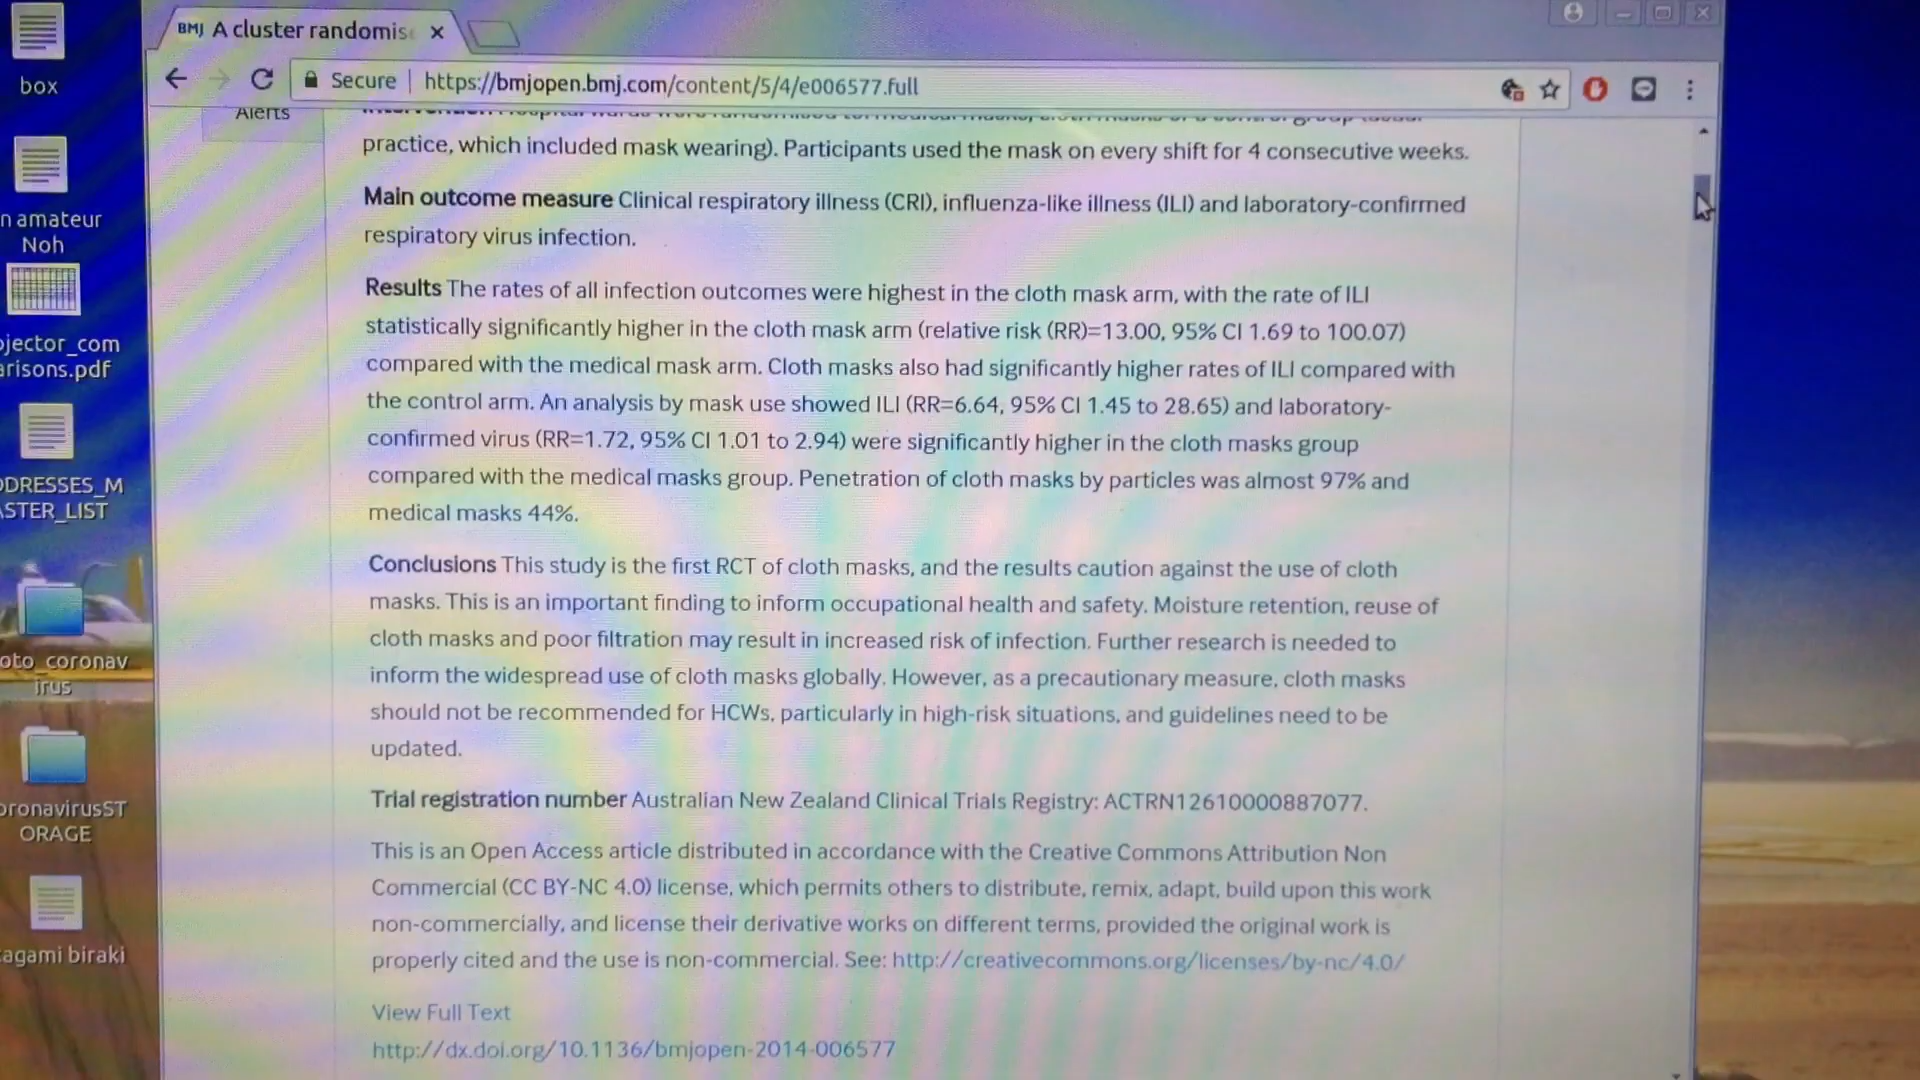 box
BMJ A cluster randomis
Secure https://bmjopen.bmj.com/content/5/4/e006577.full
Alerts
practice, which included mask wearing). Participants used the mask on every shift for 4 consecutive weeks.
Main outcome measure Clinical respiratory illness (CRI), influenza-like illness (ILI) and laboratory-confirmed
respiratory virus infection.
Results The rates of all infection outcomes were highest in the cloth mask arm, with the rate of ILI
statistically significantly higher in the cloth mask arm (relative risk (RR)=13.00, 95% CI 1.69 to 100.07)
compared with the medical mask arm. Cloth masks also had significantly higher rates of ILI compared with
the control arm. An analysis by mask use showed ILI (RR=6.64, 95% CI 1.45 to 28.65) and laboratory-
confirmed virus (RR=1.72, 95% CI 1.01 to 2.94) were significantly higher in the cloth masks group
compared with the medical masks group. Penetration of cloth masks by particles was almost 97% and
medical masks 44%.
Conclusions This study is the first RCT of cloth masks, and the results caution against the use of cloth
masks. This is an important finding to inform occupational health and safety. Moisture retention, reuse of
cloth masks and poor filtration may result in increased risk of infection. Further research is needed to
inform the widespread use of cloth masks globally. However, as a precautionary measure, cloth masks
should not be recommended for HCWs, particularly in high-risk situations, and guidelines need to be
updated.
Trial registration number Australian New Zealand Clinical Trials Registry: ACTRN12610000887077.
This is an Open Access article distributed in accordance with the Creative Commons Attribution Non
Commercial (CC BY-NC 4.0) license, which permits others to distribute, remix, adapt, build upon this work
non-commercially, and license their derivative works on different terms, provided the original work is
properly cited and the use is non-commercial. See: http://creativecommons.org/licenses/by-nc/4.0/
View Full Text
http://dx.doi.org/10.1136/bmjopen-2014-006577
n amateur
Noh
ojector_com
arisons.pdf
DDRESSES_M
ASTER_LIST
oto_coronav
irus
oronavirusST
ORAGE
agami biraki